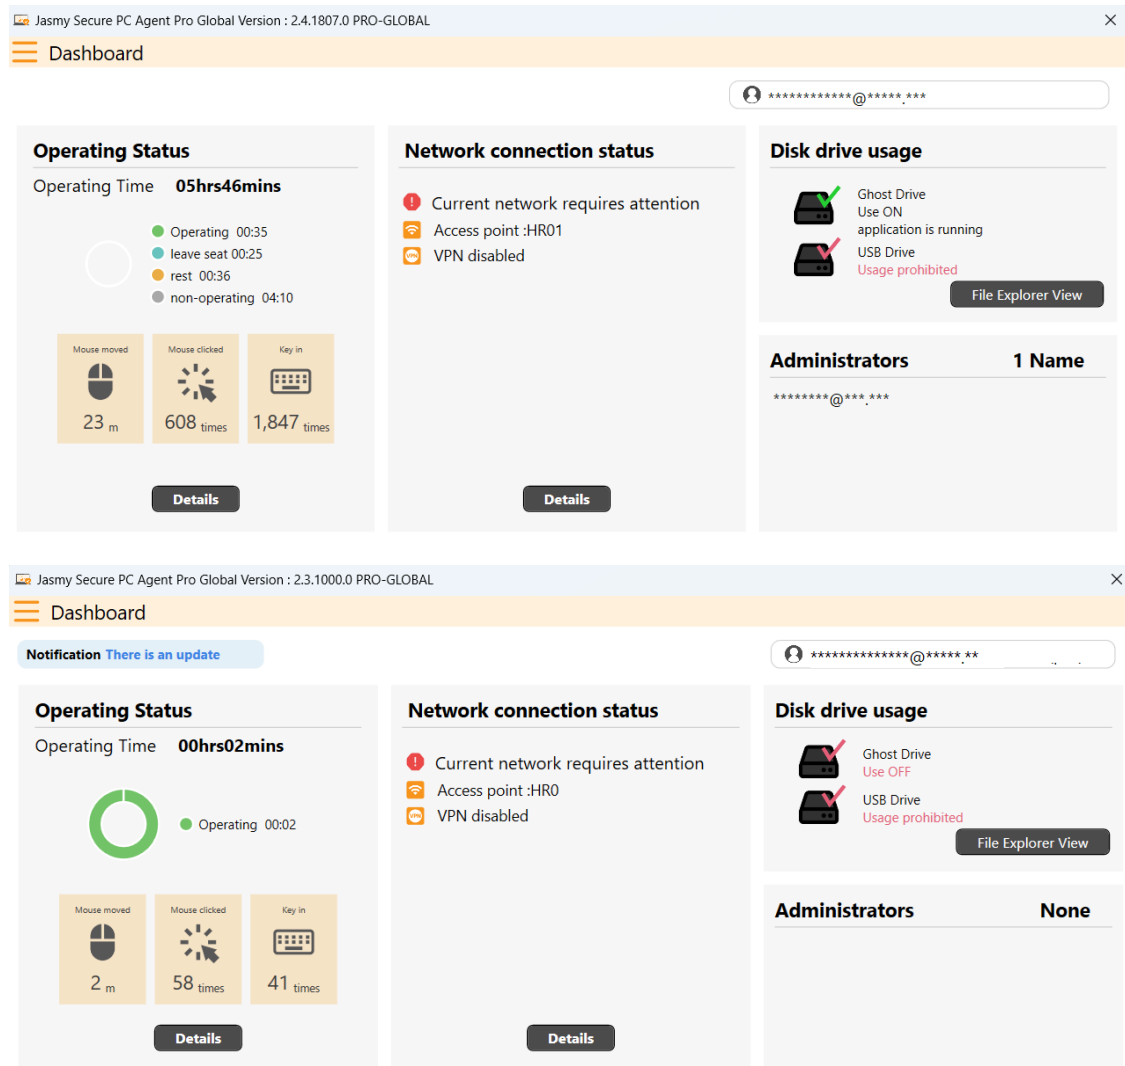 Jasmy Secure PC Agent Pro Global Version : 2.4.1807.0 PRO-GLOBAL
Dashboard
************@*****.***
Operating Status
Operating Time 05hrs46mins
Operating 00:35
leave seat 00:25
rest 00:36
non-operating 04:10
Mouse moved
23 m
Mouse clicked
608 times
Key in
1,847 times
Details
Network connection status
Current network requires attention
Access point :HR01
VPN
VPN disabled
Details
Disk drive usage
Ghost Drive
Use ON
application is running
USB Drive
Usage prohibited
File Explorer View
Administrators 1 Name
********@***.***
Jasmy Secure PC Agent Pro Global Version : 2.3.1000.0 PRO-GLOBAL
Dashboard
Notification There is an update
**************@*****.**
Operating Status
Operating Time 00hrs02mins
Operating 00:02
Mouse moved
2 m
Mouse clicked
58 times
Key in
41 times
Details
Network connection status
Current network requires attention
Access point :HR0
VPN
VPN disabled
Details
Disk drive usage
Ghost Drive
Use OFF
USB Drive
Usage prohibited
File Explorer View
Administrators None